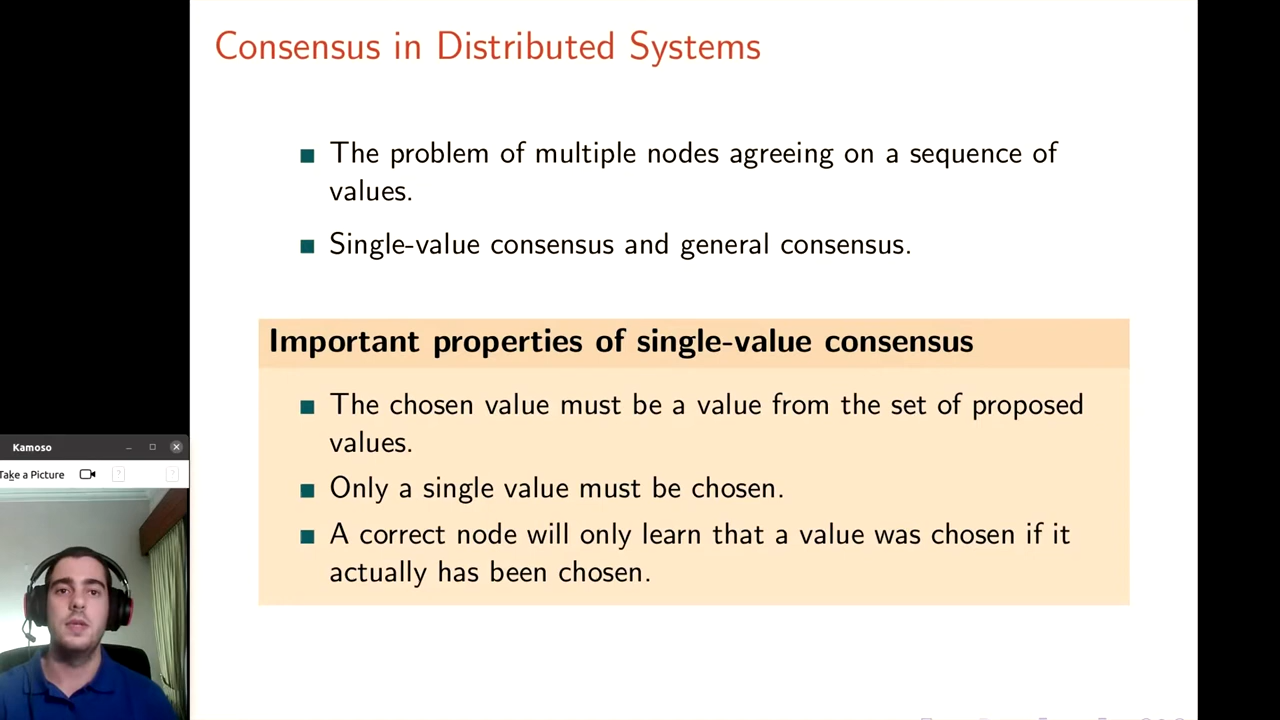 Consensus in Distributed Systems
The problem of multiple nodes agreeing on a sequence of
values.
Single-value consensus and general consensus.
Important properties of single-value consensus
The chosen value must be a value from the set of proposed
values.
Only a single value must be chosen.
A correct node will only learn that a value was chosen if it
actually has been chosen.
Kamoso
Take a Picture